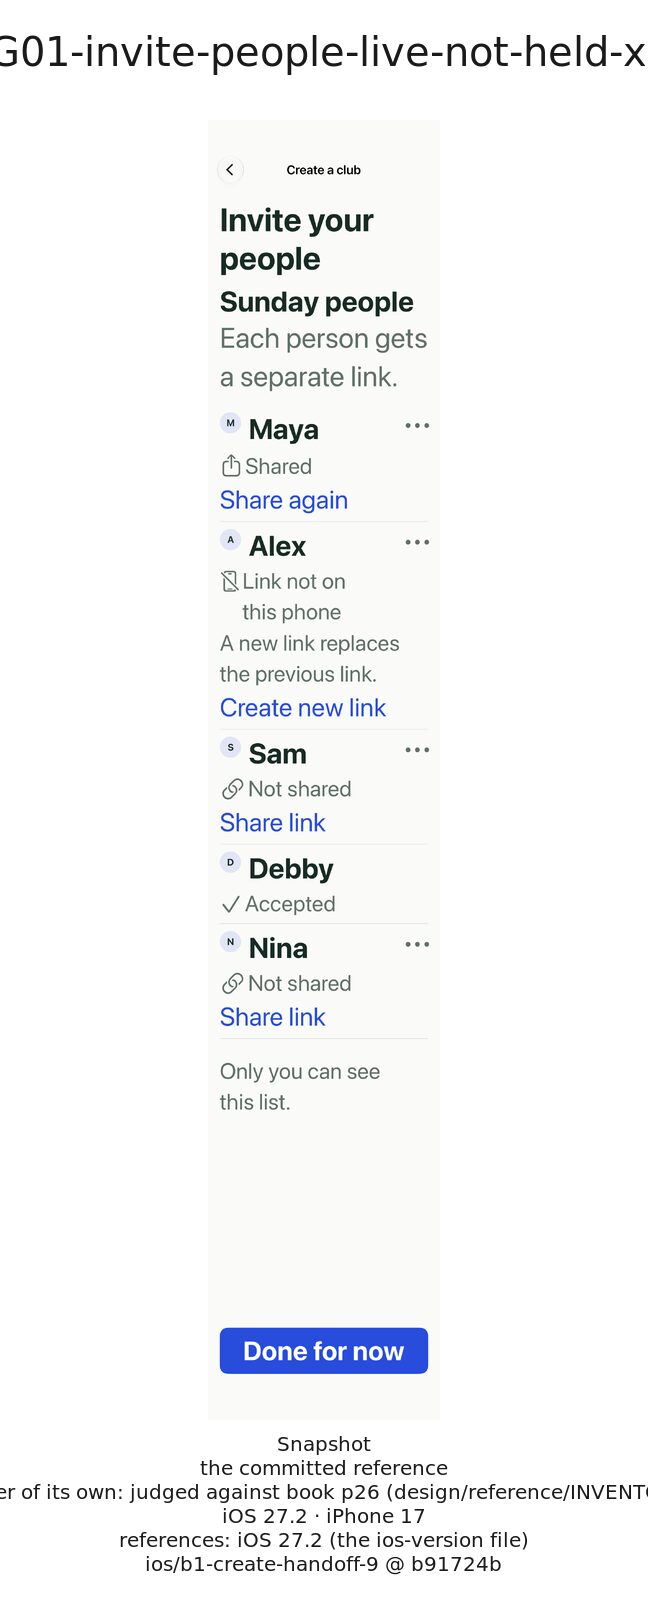 G01-invite-people-live-not-held-x
Create a club
Invite your
people
Sunday people
Each person gets
a separate link.
M Maya
Shared
Share again
A Alex
Link not on
this phone
A new link replaces
the previous link.
Create new link
S Sam
Not shared
Share link
D Debby
Accepted
N Nina
Not shared
Share link
Only you can see
this list.
Done for now
Snapshot
the committed reference
er of its own: judged against book p26 (design/reference/INVENTO
iOS 27.2 · iPhone 17
references: iOS 27.2 (the ios-version file)
ios/b1-create-handoff-9 @ b91724b